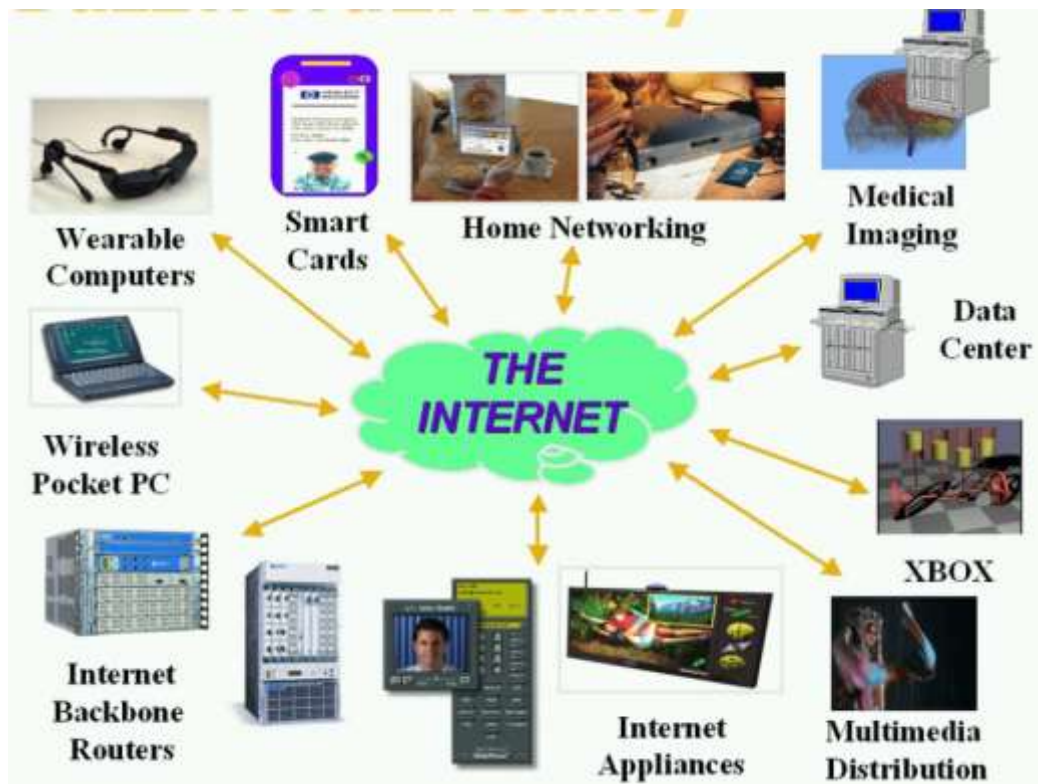 Smart
Cards
Home Networking
Medical
Imaging
Wearable
Computers
Data
Center
THE
INTERNET
Wireless
Pocket PC
XBOX
Internet
Backbone
Routers
Internet
Appliances
Multimedia
Distribution